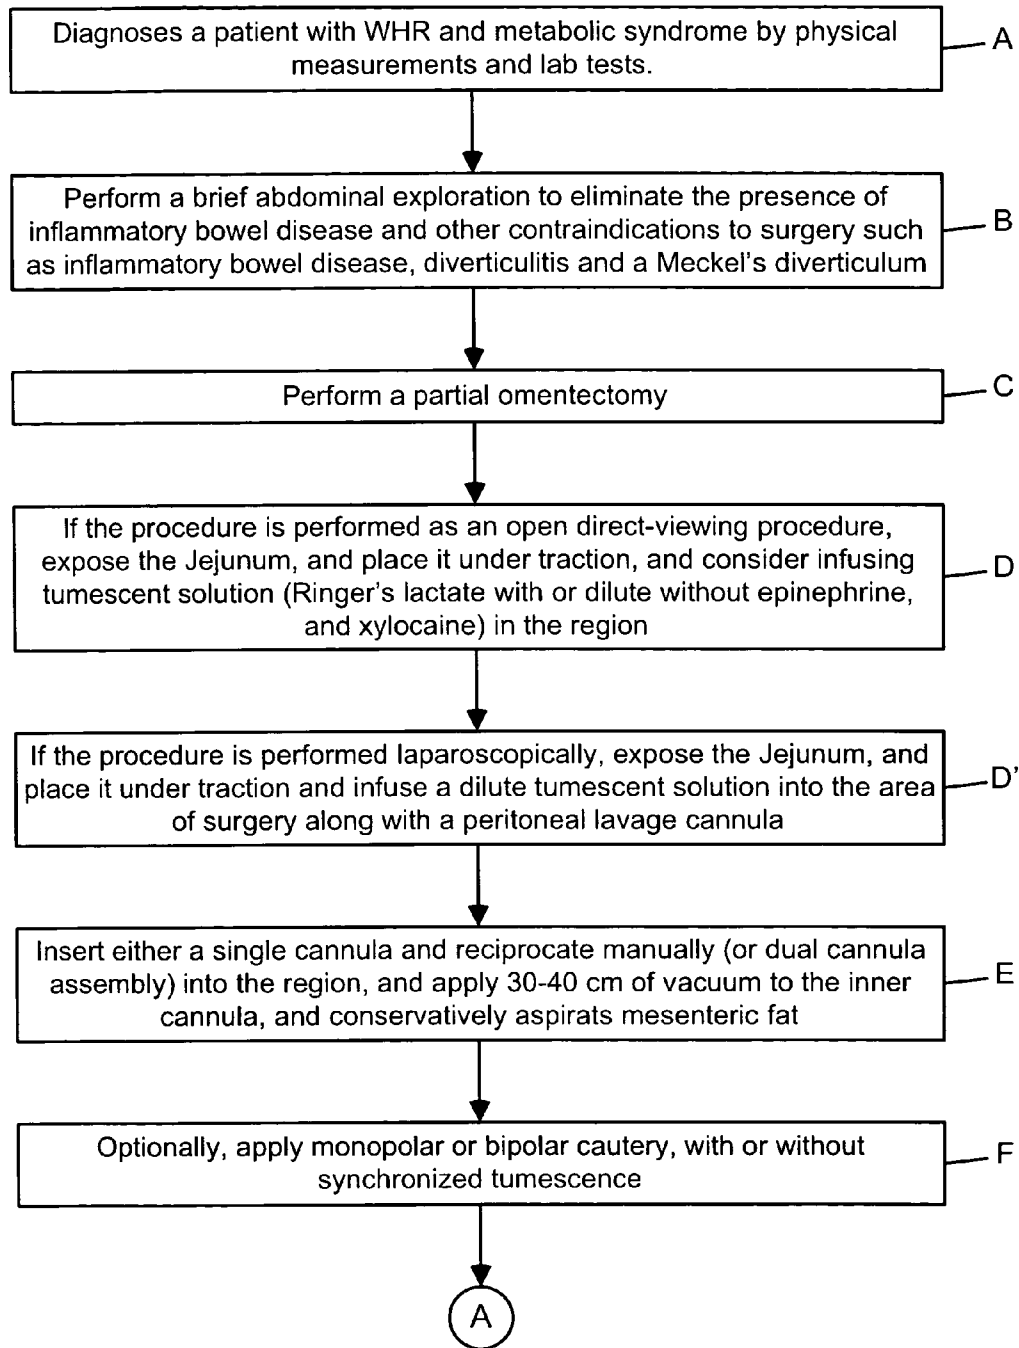 Diagnoses a patient with WHR and metabolic syndrome by physical
measurements and lab tests.
A
Perform a brief abdominal exploration to eliminate the presence of
inflammatory bowel disease and other contraindications to surgery such
as inflammatory bowel disease, diverticulitis and a Meckel's diverticulum
B
Perform a partial omentectomy
C
If the procedure is performed as an open direct-viewing procedure,
expose the Jejunum, and place it under traction, and consider infusing
tumescent solution (Ringer's lactate with or dilute without epinephrine,
and xylocaine) in the region
D
If the procedure is performed laparoscopically, expose the Jejunum, and
place it under traction and infuse a dilute tumescent solution into the area
of surgery along with a peritoneal lavage cannula
D'
Insert either a single cannula and reciprocate manually (or dual cannula
assembly) into the region, and apply 30-40 cm of vacuum to the inner
cannula, and conservatively aspirats mesenteric fat
E
Optionally, apply monopolar or bipolar cautery, with or without
synchronized tumescence
F
A